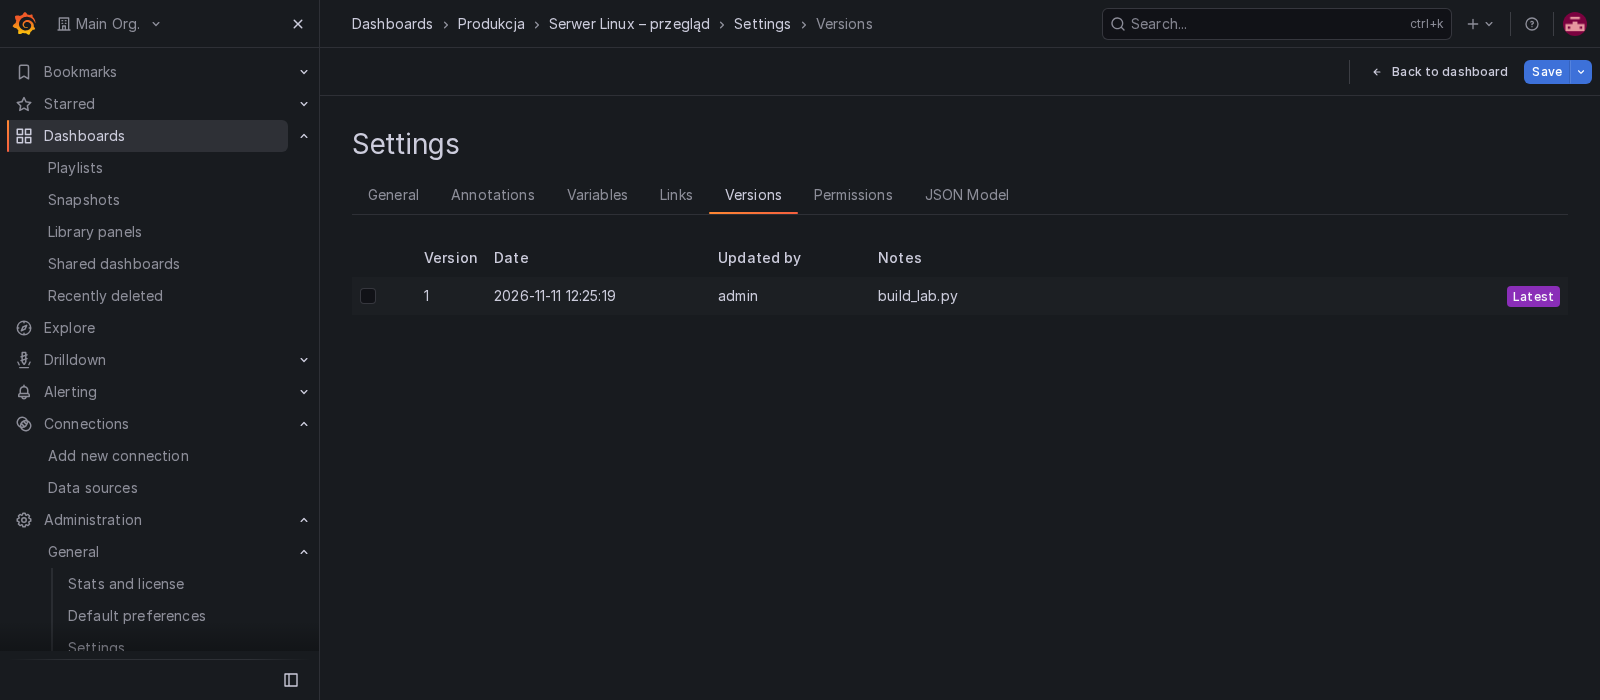 Main Org.
Dashboards
Produkcja
Serwer Linux – przegląd
Settings
Versions
Search...
ctrl+k
Back to dashboard
Save
Bookmarks
Starred
Dashboards
Playlists
Snapshots
Library panels
Shared dashboards
Recently deleted
Explore
Drilldown
Alerting
Connections
Add new connection
Data sources
Administration
General
Stats and license
Default preferences
Settings
Settings
General
Annotations
Variables
Links
Versions
Permissions
JSON Model
Version
Date
Updated by
Notes
1
2026-11-11 12:25:19
admin
build_lab.py
Latest